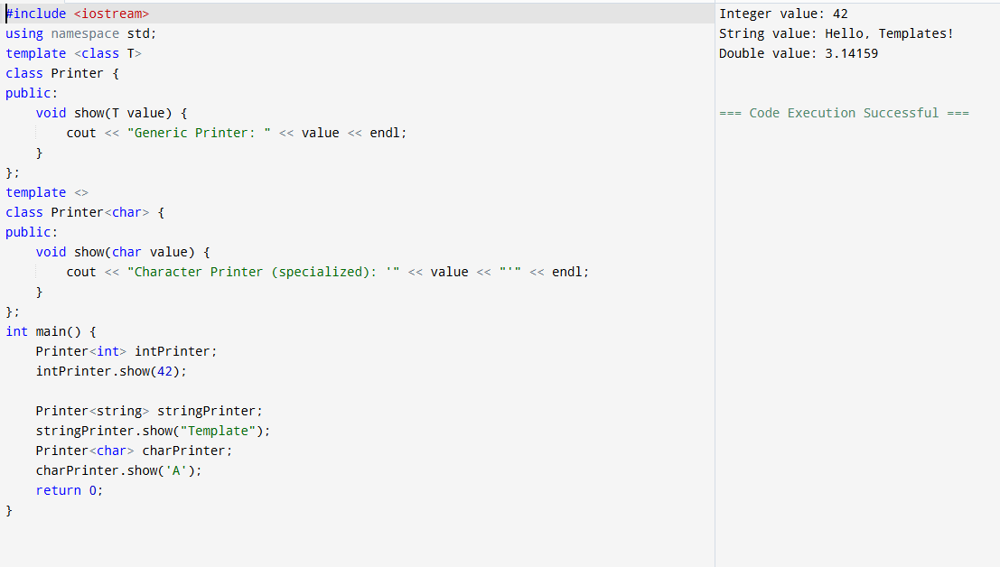 #include <iostream>
using namespace std;
template <class T>
class Printer {
public:
    void show(T value) {
        cout << "Generic Printer: " << value << endl;
    }
};
template <>
class Printer<char> {
public:
    void show(char value) {
        cout << "Character Printer (specialized): '" << value << "'" << endl;
    }
};
int main() {
    Printer<int> intPrinter;
    intPrinter.show(42);

    Printer<string> stringPrinter;
    stringPrinter.show("Template");
    Printer<char> charPrinter;
    charPrinter.show('A');
    return 0;
}
Integer value: 42
String value: Hello, Templates!
Double value: 3.14159
=== Code Execution Successful ===